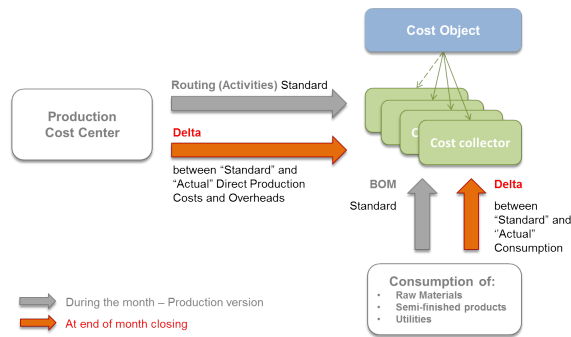 Cost Object
Routing (Activities) Standard
Production
Cost Center
Delta
between “Standard” and
“Actual” Direct Production
Costs and Overheads
C
Cost collector
BOM
Standard
Delta
between
“Standard” and
“Actual”
Consumption
Consumption of:
• Raw Materials
• Semi-finished products
• Utilities
During the month – Production version
At end of month closing